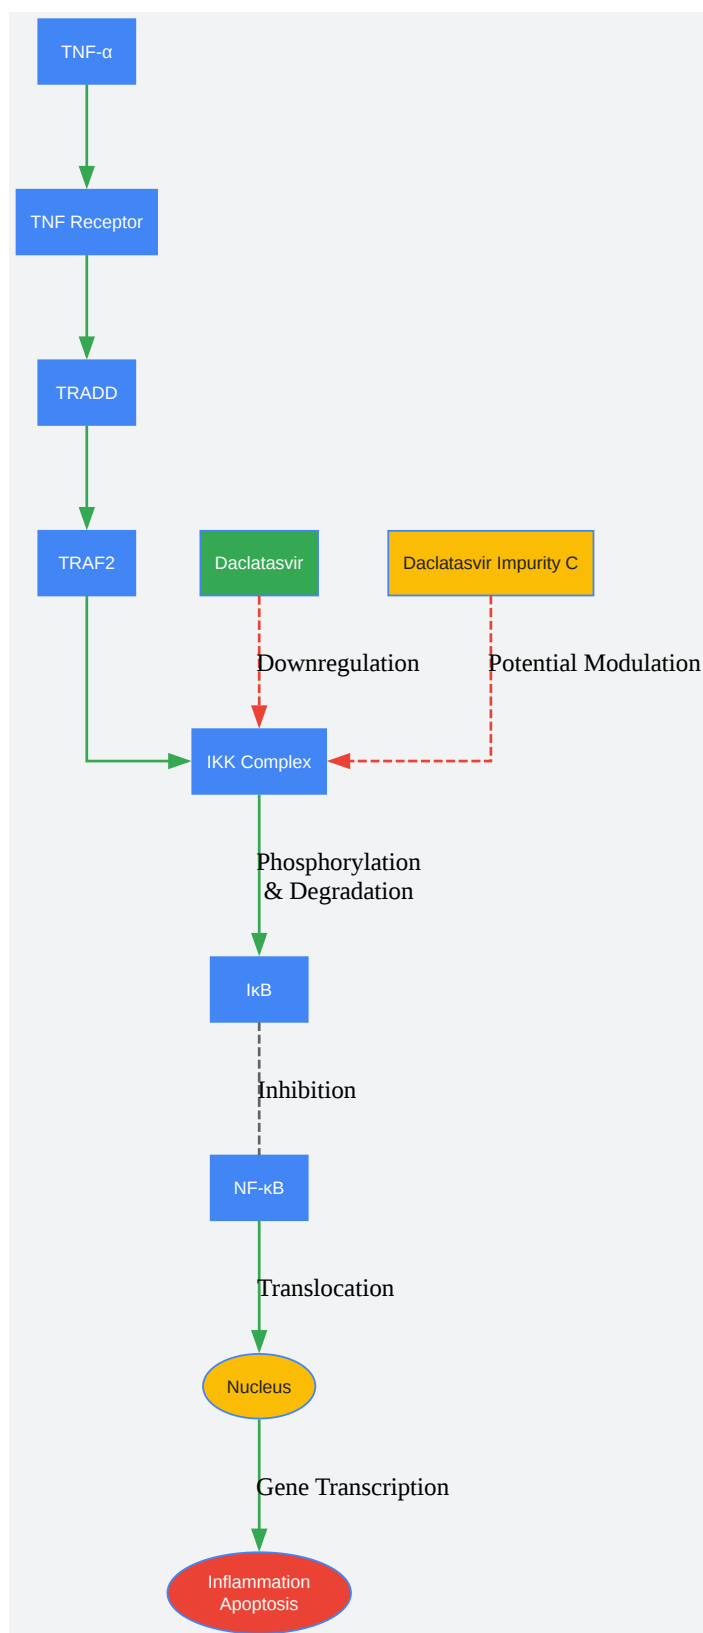 TNF-α
TNF Receptor
TRADD
TRAF2
Daclatasvir
Daclatasvir Impurity C
Downregulation
Potential Modulation
IKK Complex
Phosphorylation
& Degradation
IκB
Inhibition
NF-κB
Translocation
Nucleus
Gene Transcription
Inflammation
Apoptosis